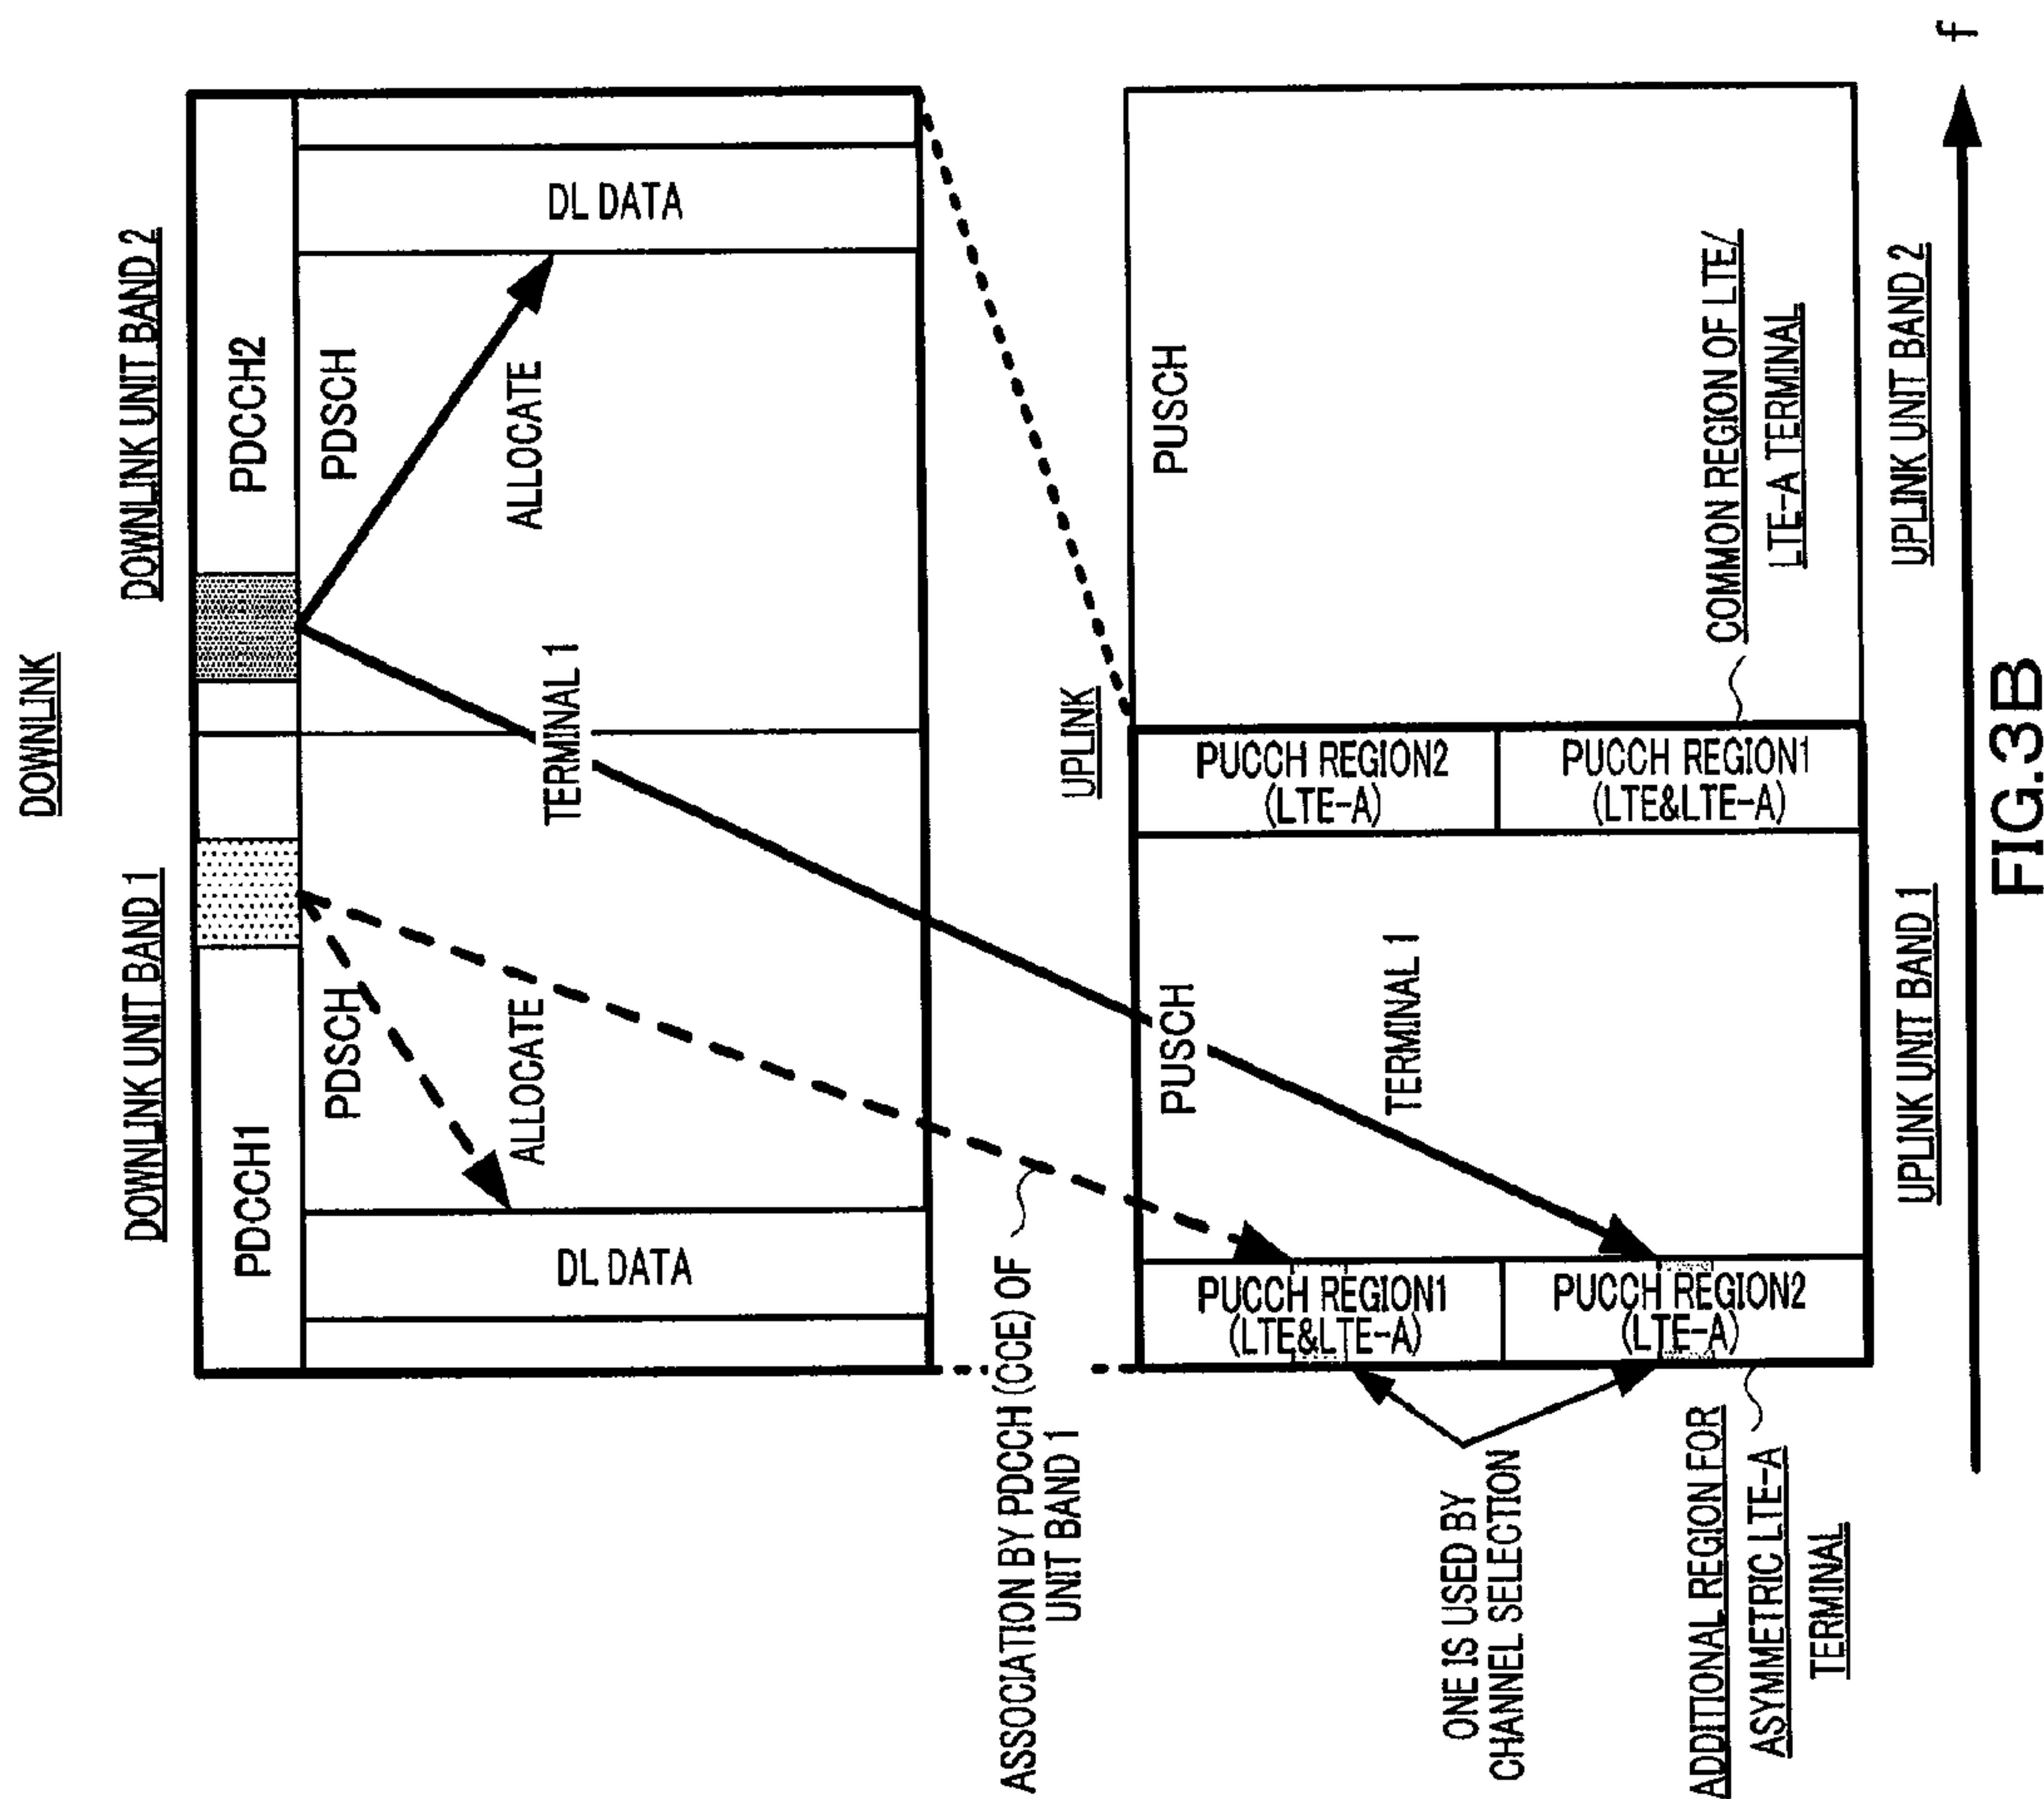 DOWNLINK
DOWNLINK UNIT BAND 1
DOWNLINK UNIT BAND 2
PDCCH1
PDCCH2
PDSCH
PDSCH
ALLOCATE
ALLOCATE
TERMINAL 1
DL DATA
DL DATA
ASSOCIATION BY PDCCH (CCE) OF
UNIT BAND 1
UPLINK
PUSCH
PUSCH
PUCCH REGION1
(LTE&LTE-A)
PUCCH REGION2
(LTE-A)
PUCCH REGION2
(LTE-A)
PUCCH REGION1
(LTE&LTE-A)
TERMINAL 1
ONE IS USED BY
CHANNEL SELECTION
ADDITIONAL REGION FOR
ASYMMETRIC LTE-A
TERMINAL
COMMON REGION OF LTE/
LTE-A TERMINAL
UPLINK UNIT BAND 1
UPLINK UNIT BAND 2
f
FIG.3B